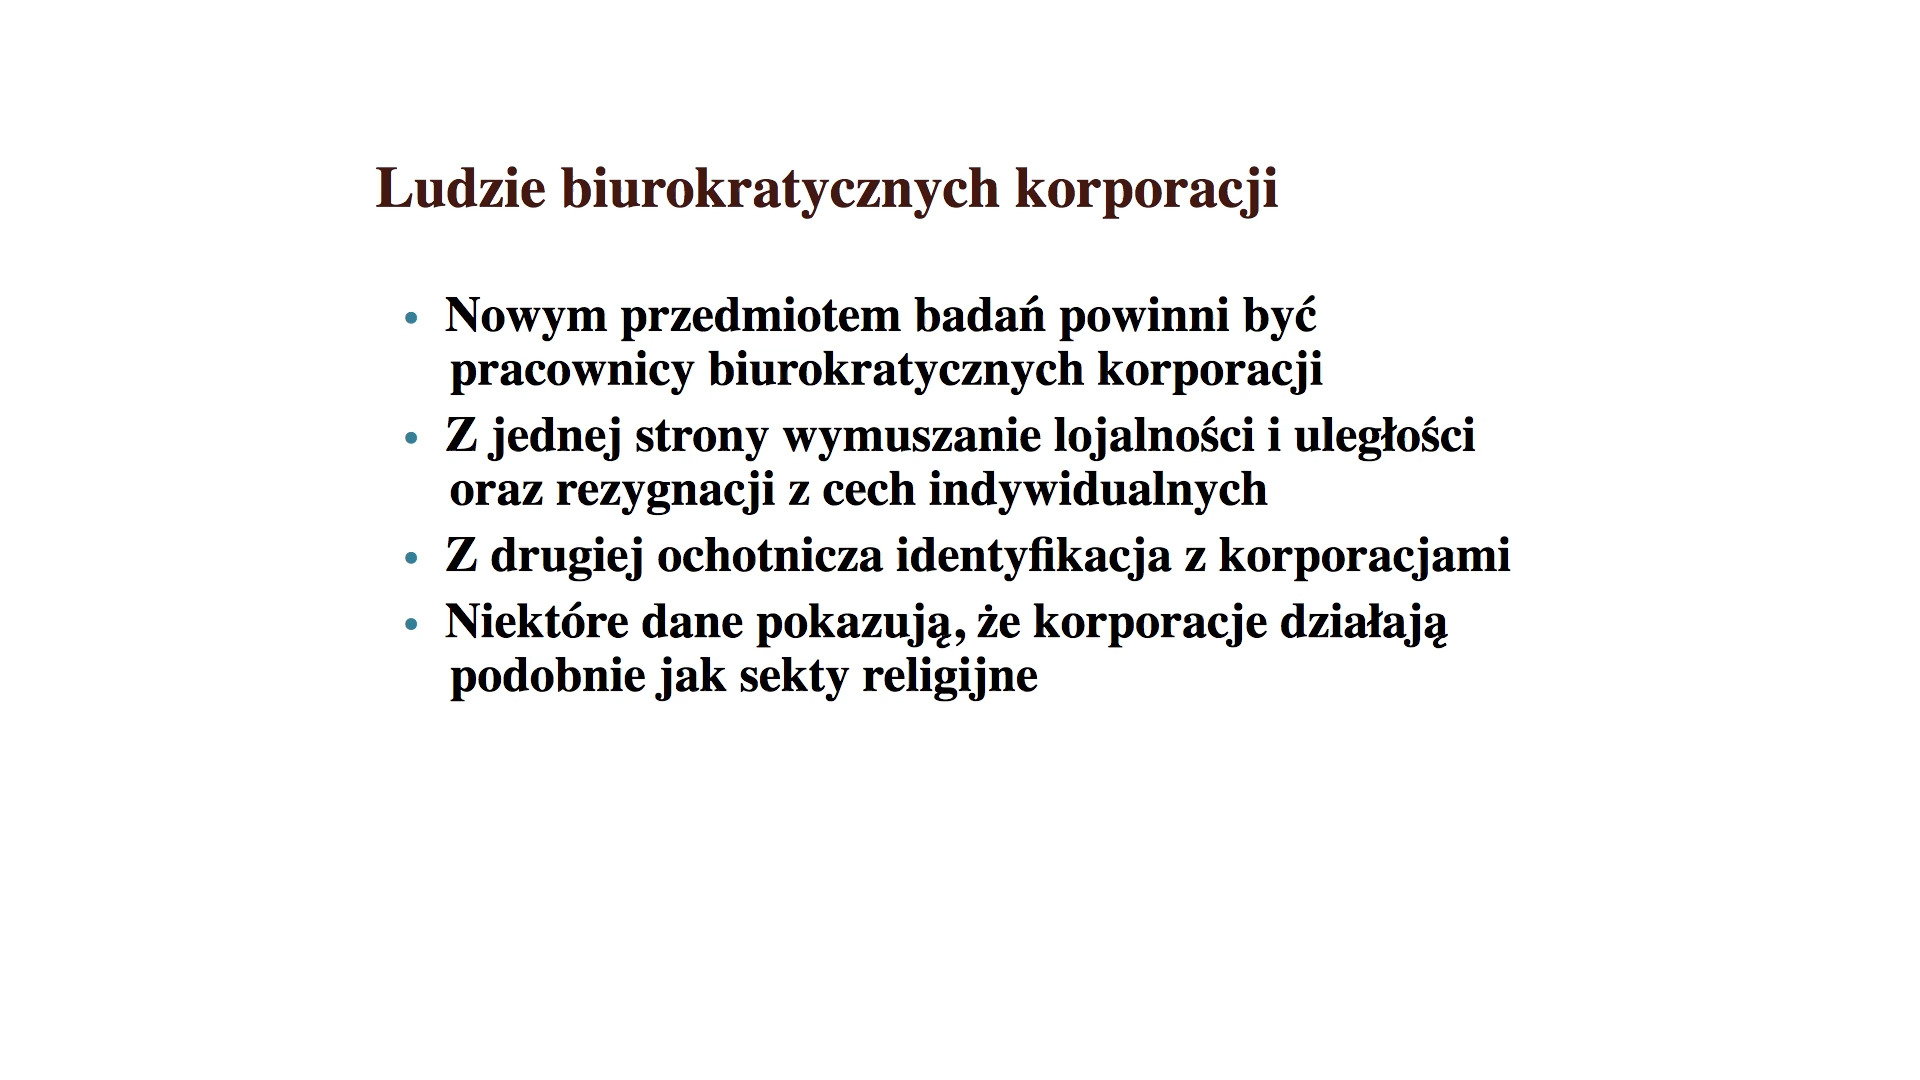 Ludzie biurokratycznych korporacji
• Nowym przedmiotem badań powinni być
pracownicy biurokratycznych korporacji
• Z jednej strony wymuszanie lojalności i uległości
oraz rezygnacji z cech indywidualnych
• Z drugiej ochotnicza identyfikacja z korporacjami
• Niektóre dane pokazują, że korporacje działają
podobnie jak sekty religijne